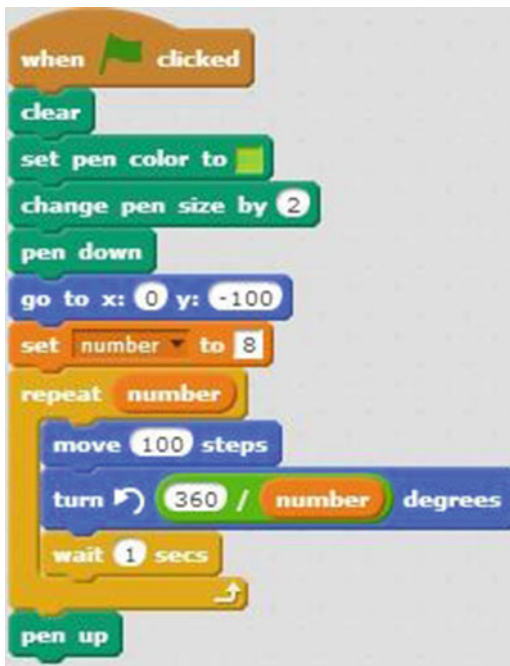 when clicked
clear
set pen color to
change pen size by 2
pen down
go to x: 0 y: -100
set number to 8
repeat number
move 100 steps
turn 360 / number degrees
wait 1 secs
pen up